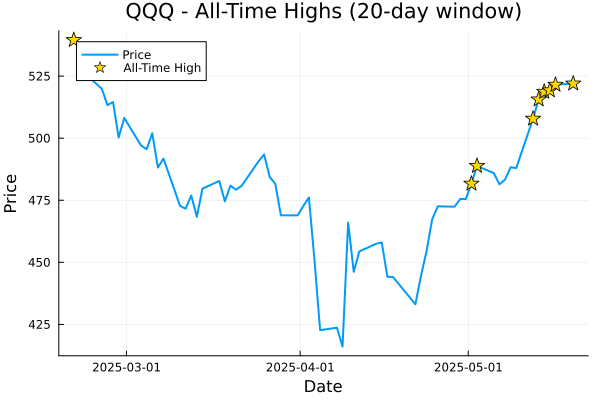 QQQ - All-Time Highs (20-day window)
Price
All-Time High
Price
525
500
475
450
425
2025-03-01
2025-04-01
2025-05-01
Date